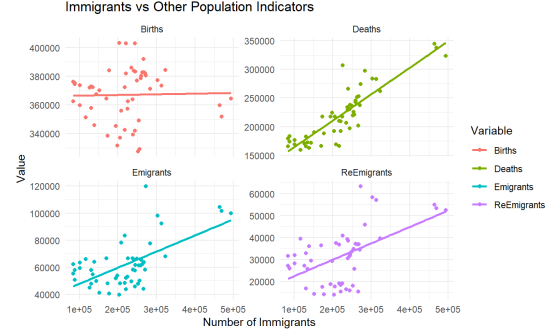 Immigrants vs Other Population Indicators
Births
Deaths
400000
380000
360000
340000
350000
300000
250000
200000
150000
Value
Emigrants
ReEmigrants
120000
100000
80000
60000
40000
60000
50000
40000
30000
20000
1e+05 2e+05 3e+05 4e+05 5e+05
1e+05 2e+05 3e+05 4e+05 5e+05
Number of Immigrants
Variable
Births
Deaths
Emigrants
ReEmigrants